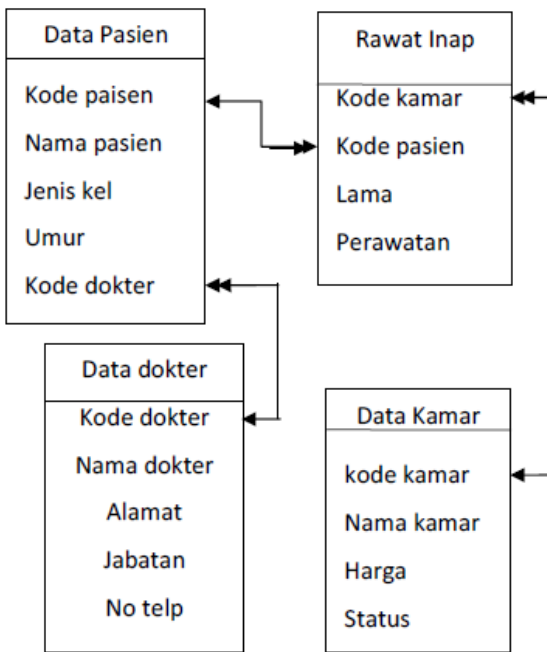 Data Pasien
Kode paisen
Nama pasien
Jenis kel
Umur
Kode dokter
Rawat Inap
Kode kamar
Kode pasien
Lama
Perawatan
Data dokter
Kode dokter
Nama dokter
Alamat
Jabatan
No telp
Data Kamar
kode kamar
Nama kamar
Harga
Status